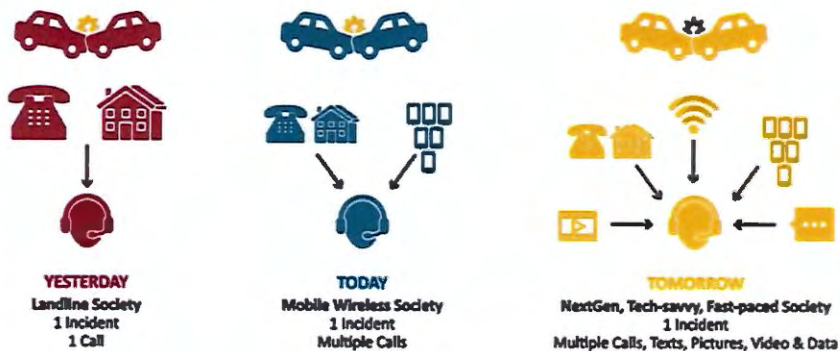 YESTERDAY
Landline Society
1 Incident
1 Call
TODAY
Mobile Wireless Society
1 Incident
Multiple Calls
TOMORROW
NextGen, Tech-savvy, Fast-paced Society
1 Incident
Multiple Calls, Texts, Pictures, Video & Data